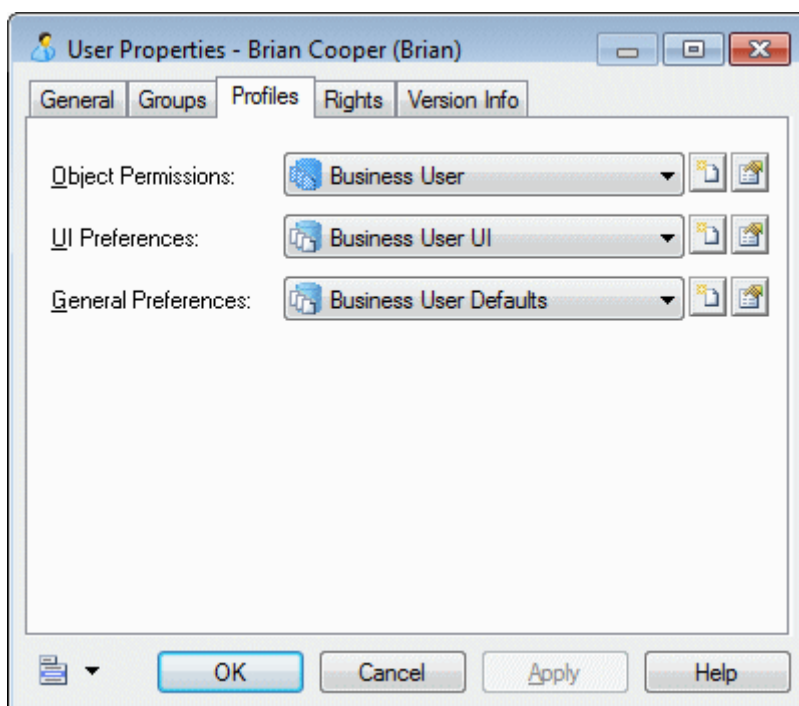 User Properties - Brian Cooper (Brian)
General Groups Profiles Rights Version Info
Object Permissions: Business User
UI Preferences: Business User UI
General Preferences: Business User Defaults
OK Cancel Apply Help